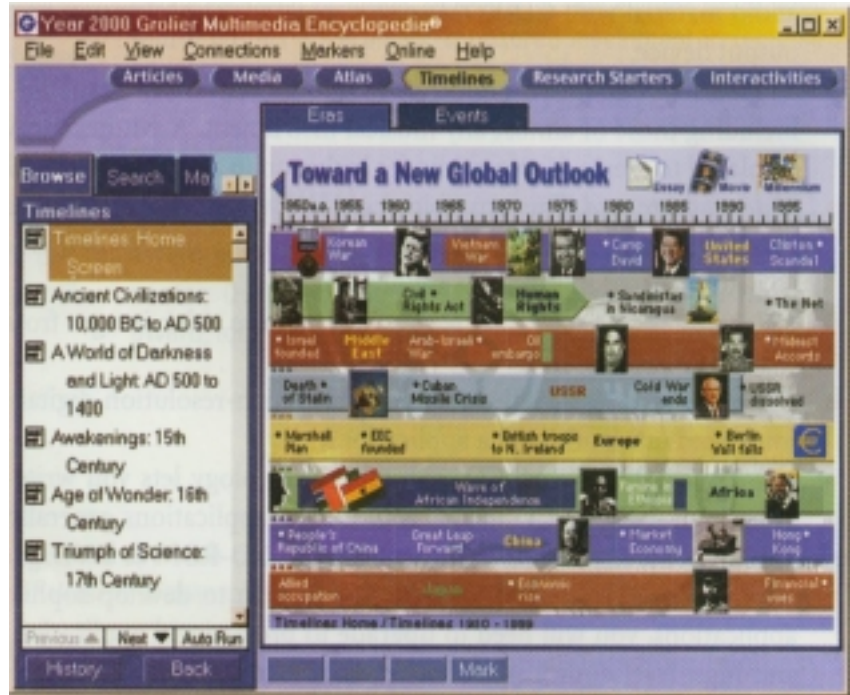 Year 2000 Grolier Multimedia Encyclopedia®
File Edit View Connections Markers Online Help
Articles Media Atlas Timelines Research Starters Interactivities
Eras Events
Browse Search Ma
Timelines
Timelines: Home
Screen
Ancient Civilizations:
10,000 BC to AD 500
A World of Darkness
and Light: AD 500 to
1400
Awakenings: 15th
Century
Age of Wonder: 16th
Century
Triumph of Science:
17th Century
Previous Next Auto Run
History Back
Toward a New Global Outlook
Essay Movie Millennium
1950 1955 1960 1965 1970 1975 1980 1985 1990 1995
Korean
War
Vietnam
War
Camp
David
United
States
Clinton
Scandal
Civil
Rights Act
Human
Rights
Sandinistas
in Nicaragua
The Net
Israel
founded
Middle
East
Arab-Israeli
War
Oil
embargo
Mideast
Accords
Death
of Stalin
Cuban
Missile Crisis
USSR
Cold War
ends
USSR
dissolved
Marshall
Plan
EEC
founded
British troops
to N. Ireland
Europe
Berlin
Wall falls
Wave of
African Independence
Famine in
Ethiopia
Africa
People's
Republic of China
Great Leap
Forward
China
Market
Economy
Hong
Kong
Allied
occupation
Japan
Economic
rise
Financial
woes
Timelines Home / Timelines 1950 - 1999
Mark